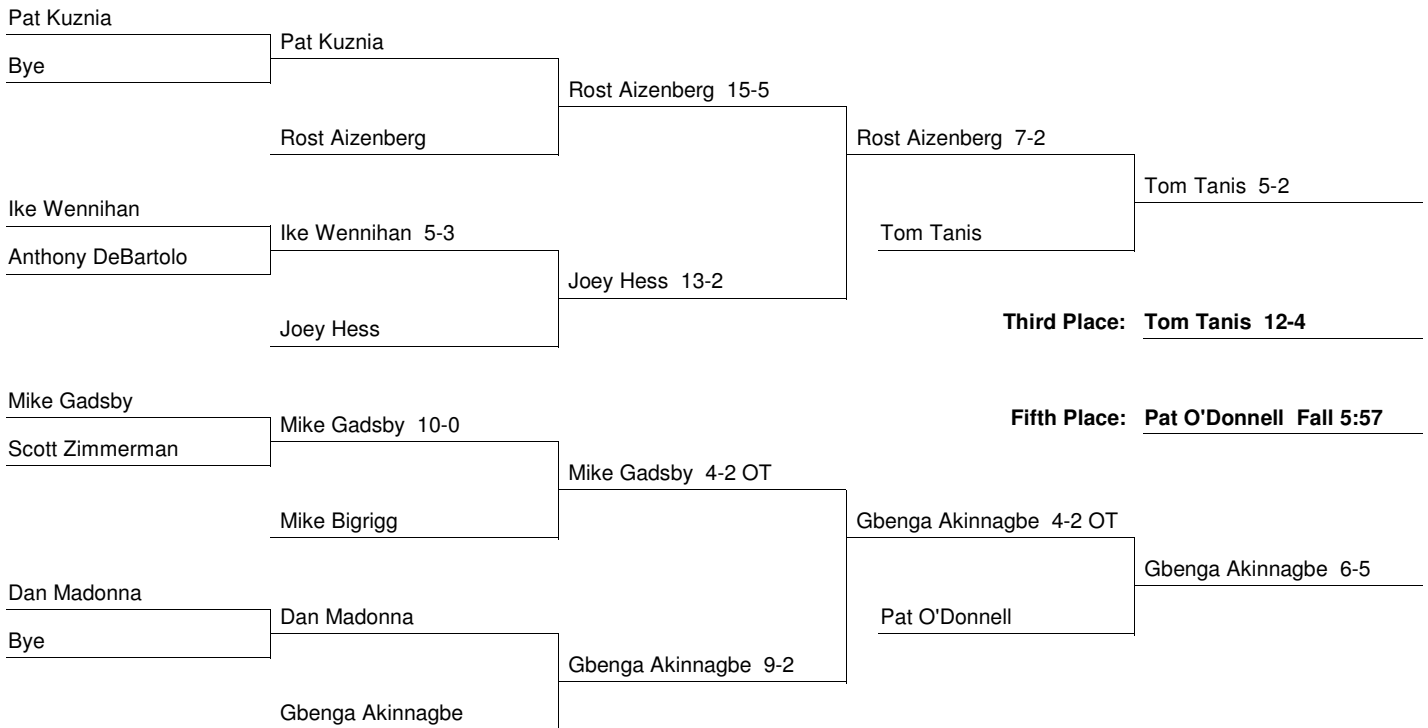 Pat Kuznia
Bye
Pat Kuznia
Rost Aizenberg
Rost Aizenberg 15-5
Ike Wennihan
Anthony DeBartolo
Ike Wennihan 5-3
Joey Hess
Joey Hess 13-2
Rost Aizenberg 7-2
Tom Tanis
Tom Tanis 5-2
Third Place: Tom Tanis 12-4
Fifth Place: Pat O'Donnell Fall 5:57
Mike Gadsby
Scott Zimmerman
Mike Gadsby 10-0
Mike Bigrigg
Mike Gadsby 4-2 OT
Dan Madonna
Bye
Dan Madonna
Gbenga Akinnagbe
Gbenga Akinnagbe 9-2
Gbenga Akinnagbe 4-2 OT
Pat O'Donnell
Gbenga Akinnagbe 6-5